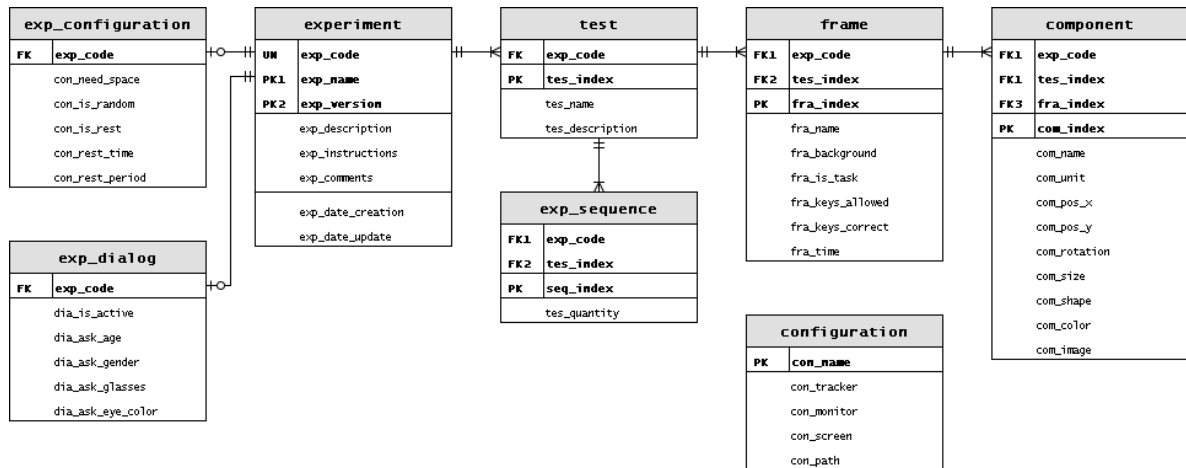 exp_configuration
FK exp_code
con_need_space
con_is_random
con_is_rest
con_rest_time
con_rest_period
experiment
UN exp_code
PK1 exp_name
PK2 exp_version
exp_description
exp_instructions
exp_comments
exp_date_creation
exp_date_update
test
FK exp_code
PK tes_index
tes_name
tes_description
frame
FK1 exp_code
FK2 tes_index
PK fra_index
fra_name
fra_background
fra_is_task
fra_keys_allowed
fra_keys_correct
fra_time
component
FK1 exp_code
FK1 tes_index
FK3 fra_index
PK com_index
com_name
com_unit
com_pos_x
com_pos_y
com_rotation
com_size
com_shape
com_color
com_image
exp_dialog
FK exp_code
dia_is_active
dia_ask_age
dia_ask_gender
dia_ask_glasses
dia_ask_eye_color
exp_sequence
FK1 exp_code
FK2 tes_index
PK seq_index
tes_quantity
configuration
PK con_name
con_tracker
con_monitor
con_screen
con_path